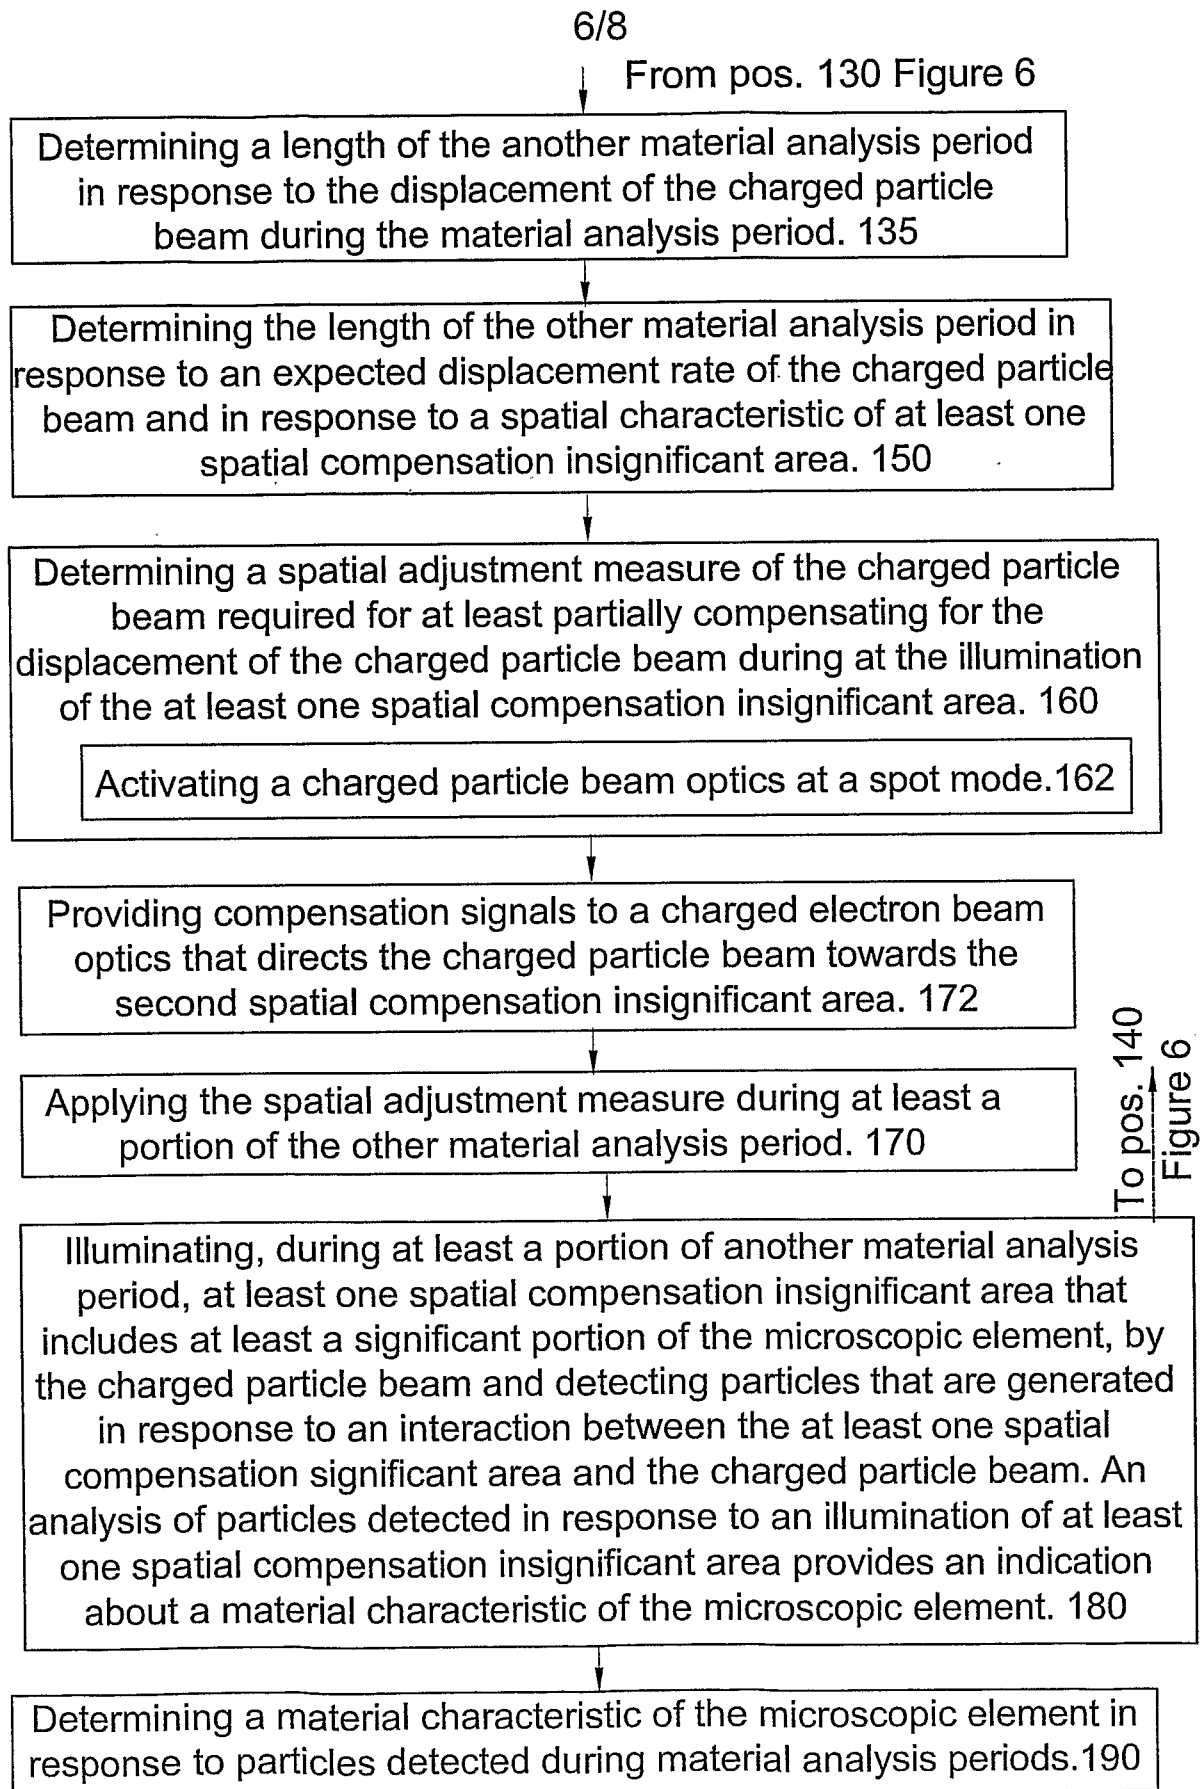 6/8
From pos. 130 Figure 6
Determining a length of the another material analysis period
in response to the displacement of the charged particle
beam during the material analysis period. 135
Determining the length of the other material analysis period in
response to an expected displacement rate of the charged particle
beam and in response to a spatial characteristic of at least one
spatial compensation insignificant area. 150
Determining a spatial adjustment measure of the charged particle
beam required for at least partially compensating for the
displacement of the charged particle beam during at the illumination
of the at least one spatial compensation insignificant area. 160
Activating a charged particle beam optics at a spot mode.162
Providing compensation signals to a charged electron beam
optics that directs the charged particle beam towards the
second spatial compensation insignificant area. 172
Applying the spatial adjustment measure during at least a
portion of the other material analysis period. 170
To pos. 140
Figure 6
Illuminating, during at least a portion of another material analysis
period, at least one spatial compensation insignificant area that
includes at least a significant portion of the microscopic element, by
the charged particle beam and detecting particles that are generated
in response to an interaction between the at least one spatial
compensation significant area and the charged particle beam. An
analysis of particles detected in response to an illumination of at least
one spatial compensation insignificant area provides an indication
about a material characteristic of the microscopic element. 180
Determining a material characteristic of the microscopic element in
response to particles detected during material analysis periods.190